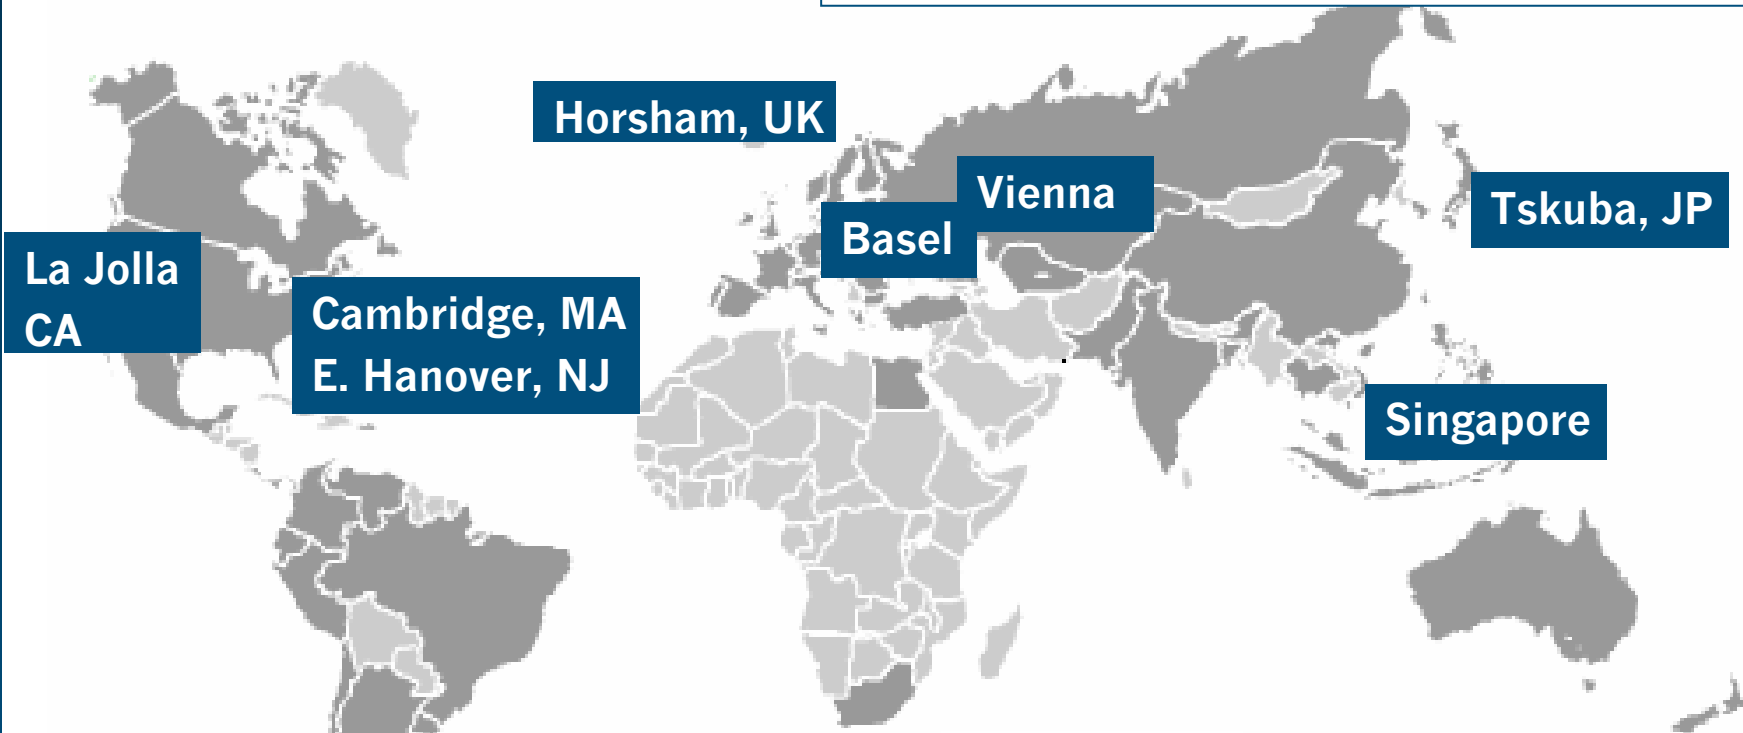 Horsham, UK
Vienna
Tskuba, JP
Basel
La Jolla
CA
Cambridge, MA
E. Hanover, NJ
Singapore